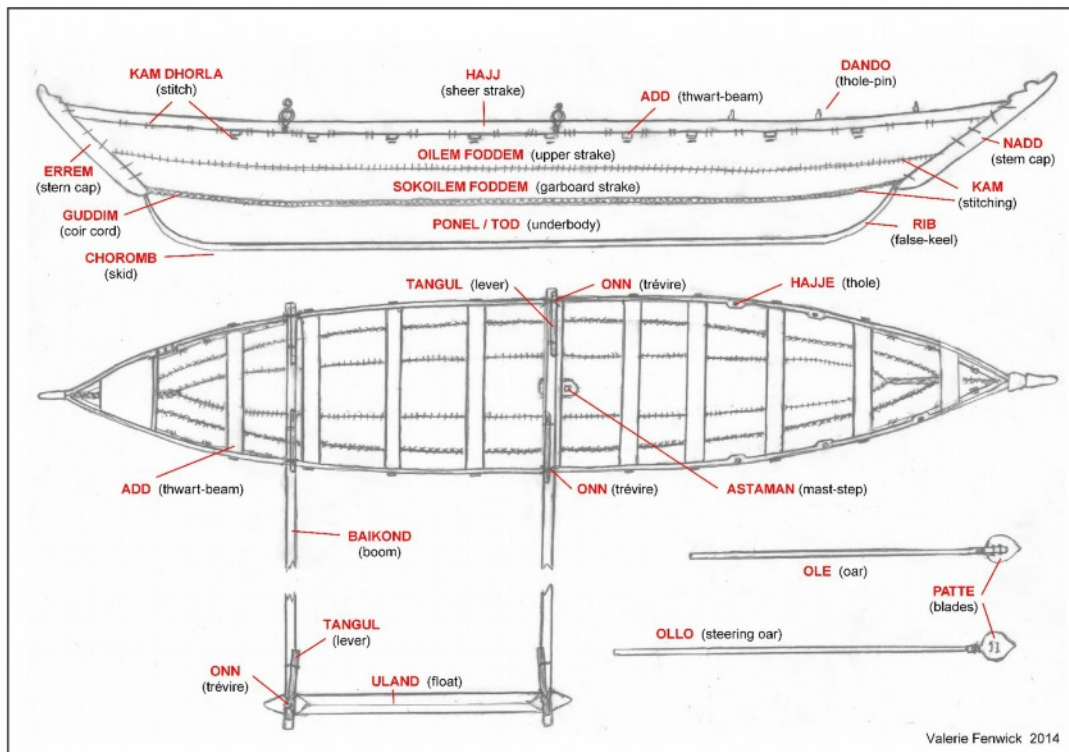 KAM DHORLA
(stitch)
HAJJ
(sheer strake)
ADD (thwart-beam)
DANDO
(thole-pin)
OILEM FODDEM (upper strake)
NADD
(stem cap)
ERREM
(stern cap)
SOKOILEM FODDEM (garboard strake)
KAM
(stitching)
GUDDIM
(coir cord)
PONEL / TOD (underbody)
RIB
(false-keel)
CHOROMB
(skid)
TANGUL (lever)
ONN (trévire)
HAJJE (thole)
ADD (thwart-beam)
ONN (trévire)
ASTAMAN (mast-step)
BAIKOND
(boom)
OLE (oar)
PATTE
(blades)
TANGUL
(lever)
OLLO (steering oar)
ONN
(trévire)
ULAND (float)
Valerie Fenwick 2014